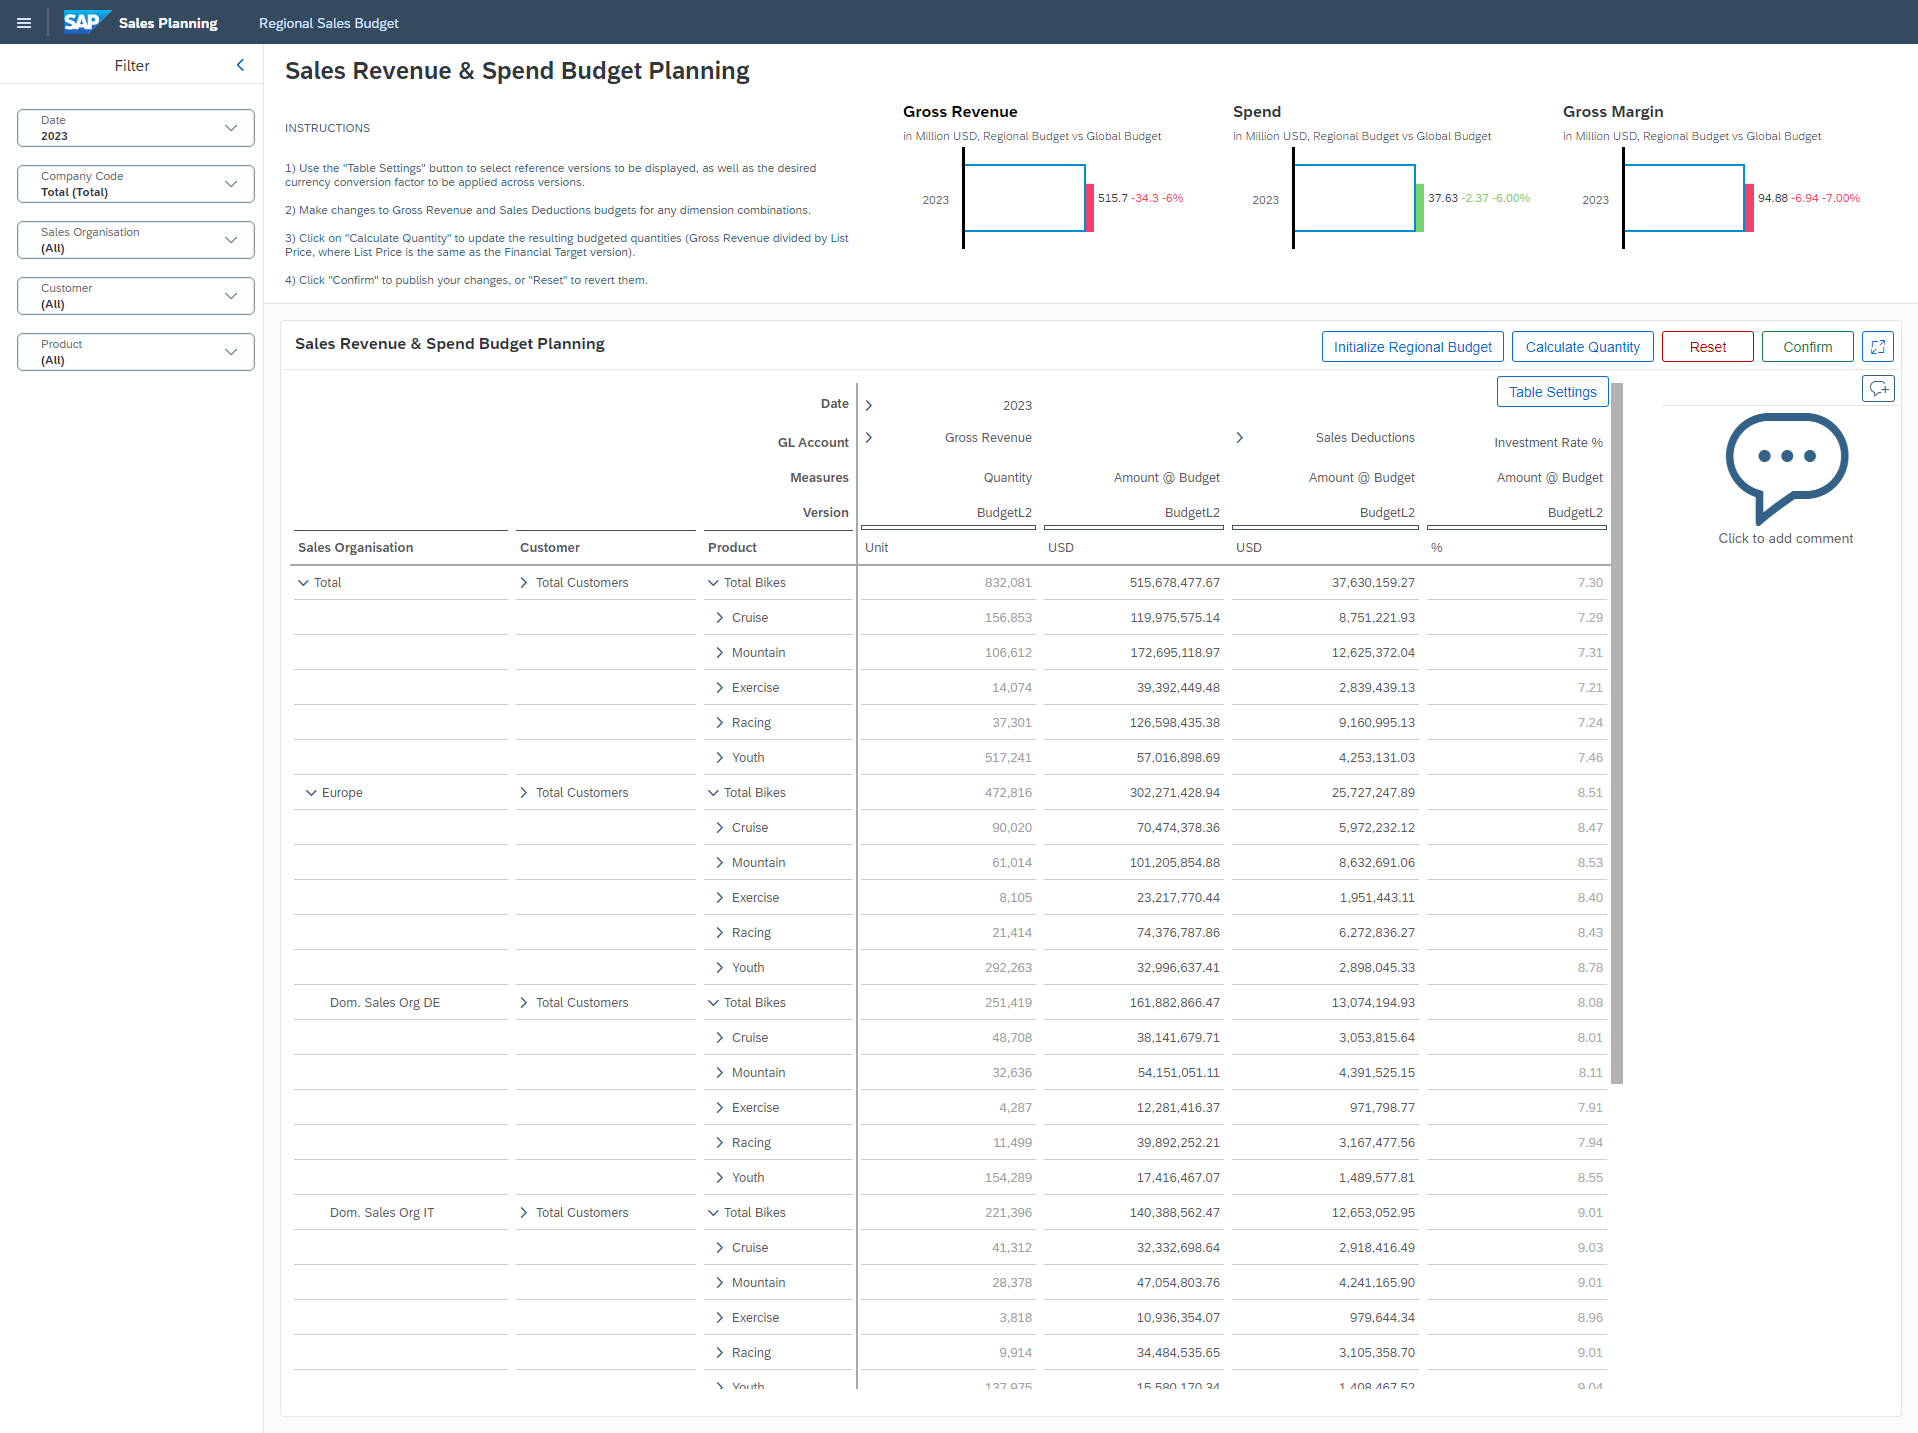 SAP Sales Planning Regional Sales Budget
Filter
Date
2023
Company Code
Total (Total)
Sales Organisation
(All)
Customer
(All)
Product
(All)
Sales Revenue & Spend Budget Planning
INSTRUCTIONS
1) Use the "Table Settings" button to select reference versions to be displayed, as well as the desired
currency conversion factor to be applied across versions.
2) Make changes to Gross Revenue and Sales Deductions budgets for any dimension combinations.
3) Click on "Calculate Quantity" to update the resulting budgeted quantities (Gross Revenue divided by List
Price, where List Price is the same as the Financial Target version).
4) Click "Confirm" to publish your changes, or "Reset" to revert them.
Gross Revenue
in Million USD, Regional Budget vs Global Budget
2023 515.7 -34.3 -6%
Spend
in Million USD, Regional Budget vs Global Budget
2023 37.63 -2.37 -6.00%
Gross Margin
in Million USD, Regional Budget vs Global Budget
2023 94.88 -6.94 -7.00%
Sales Revenue & Spend Budget Planning
Initialize Regional Budget Calculate Quantity Reset Confirm
Table Settings
Date 2023
GL Account Gross Revenue Sales Deductions Investment Rate %
Measures Quantity Amount @ Budget Amount @ Budget Amount @ Budget
Version BudgetL2 BudgetL2 BudgetL2 BudgetL2
Sales Organisation Customer Product Unit USD USD %
Total Total Customers Total Bikes 832,081 515,678,477.67 37,630,159.27 7.30
Cruise 156,853 119,975,575.14 8,751,221.93 7.29
Mountain 106,612 172,695,118.97 12,625,372.04 7.31
Exercise 14,074 39,392,449.48 2,839,439.13 7.21
Racing 37,301 126,598,435.38 9,160,995.13 7.24
Youth 517,241 57,016,898.69 4,253,131.03 7.46
Europe Total Customers Total Bikes 472,816 302,271,428.94 25,727,247.89 8.51
Cruise 90,020 70,474,378.36 5,972,232.12 8.47
Mountain 61,014 101,205,854.88 8,632,691.06 8.53
Exercise 8,105 23,217,770.44 1,951,443.11 8.40
Racing 21,414 74,376,787.86 6,272,836.27 8.43
Youth 292,263 32,996,637.41 2,898,045.33 8.78
Dom. Sales Org DE Total Customers Total Bikes 251,419 161,882,866.47 13,074,194.93 8.08
Cruise 48,708 38,141,679.71 3,053,815.64 8.01
Mountain 32,636 54,151,051.11 4,391,525.15 8.11
Exercise 4,287 12,281,416.37 971,798.77 7.91
Racing 11,499 39,892,252.21 3,167,477.56 7.94
Youth 154,289 17,416,467.07 1,489,577.81 8.55
Dom. Sales Org IT Total Customers Total Bikes 221,396 140,388,562.47 12,653,052.95 9.01
Cruise 41,312 32,332,698.64 2,918,416.49 9.03
Mountain 28,378 47,054,803.76 4,241,165.90 9.01
Exercise 3,818 10,936,354.07 979,644.34 8.96
Racing 9,914 34,484,535.65 3,105,358.70 9.01
Youth 137,975 15,580,170.34 1,408,467.52 9.04
Click to add comment